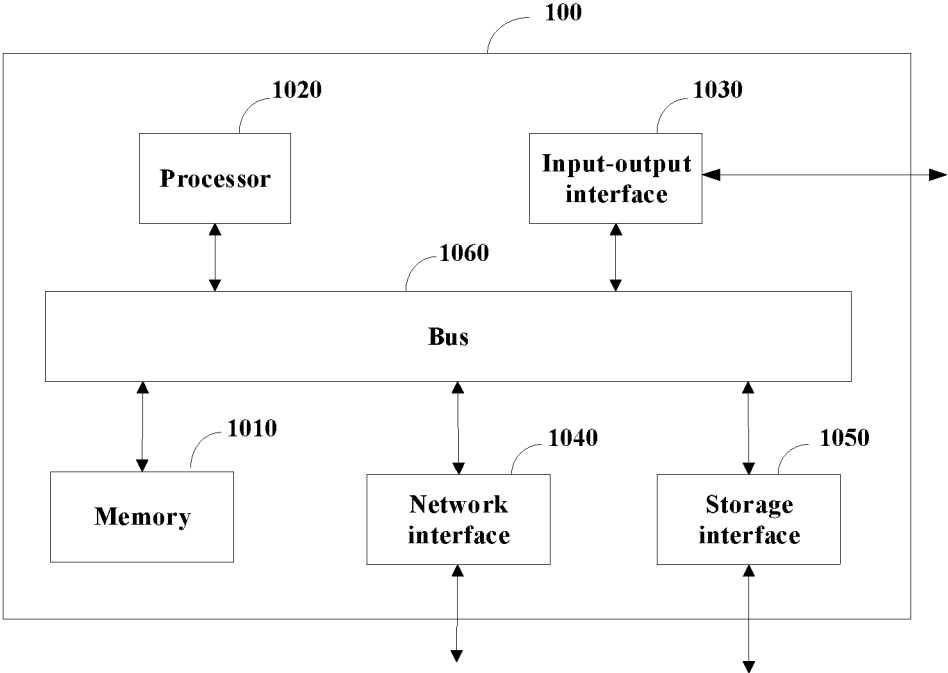 100
1020
1030
Processor
Input-output
interface
1060
Bus
1010
1040
1050
Memory
Network
interface
Storage
interface